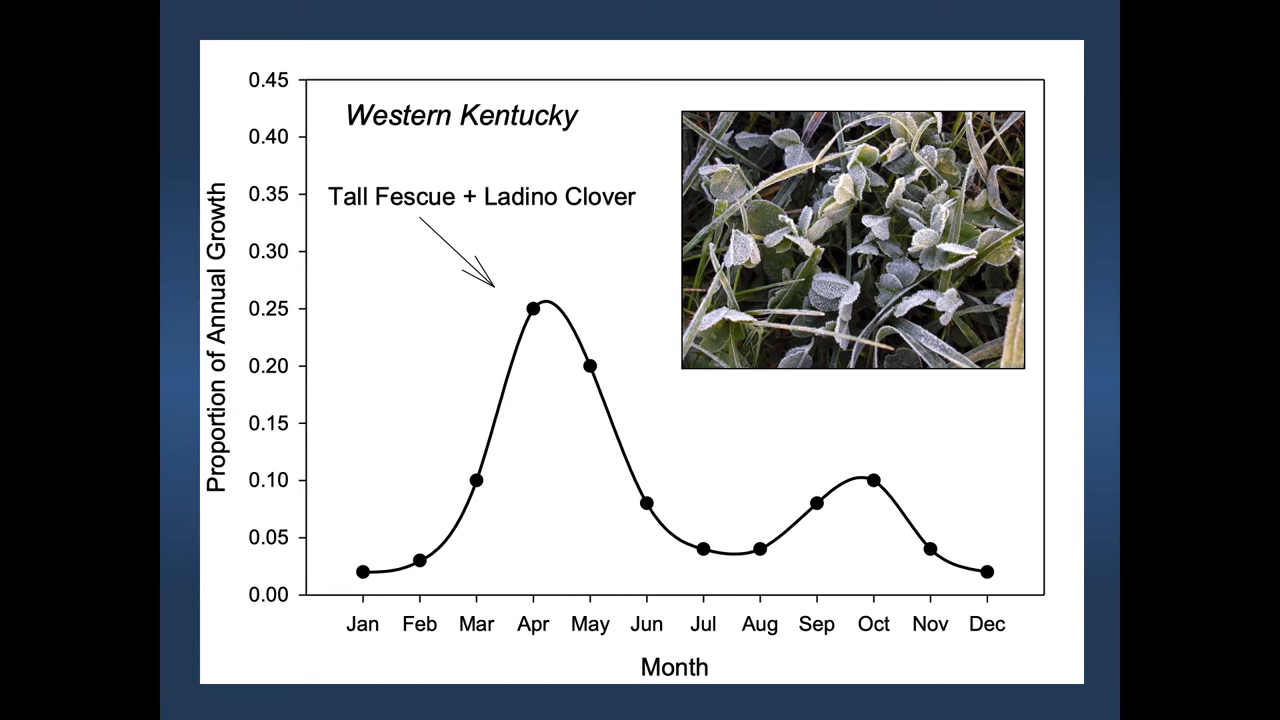 0.45
0.40
0.35
0.30
0.25
0.20
0.15
0.10
0.05
0.00
Proportion of Annual Growth
Western Kentucky
Tall Fescue + Ladino Clover
Jan Feb Mar Apr May Jun Jul Aug Sep Oct Nov Dec
Month